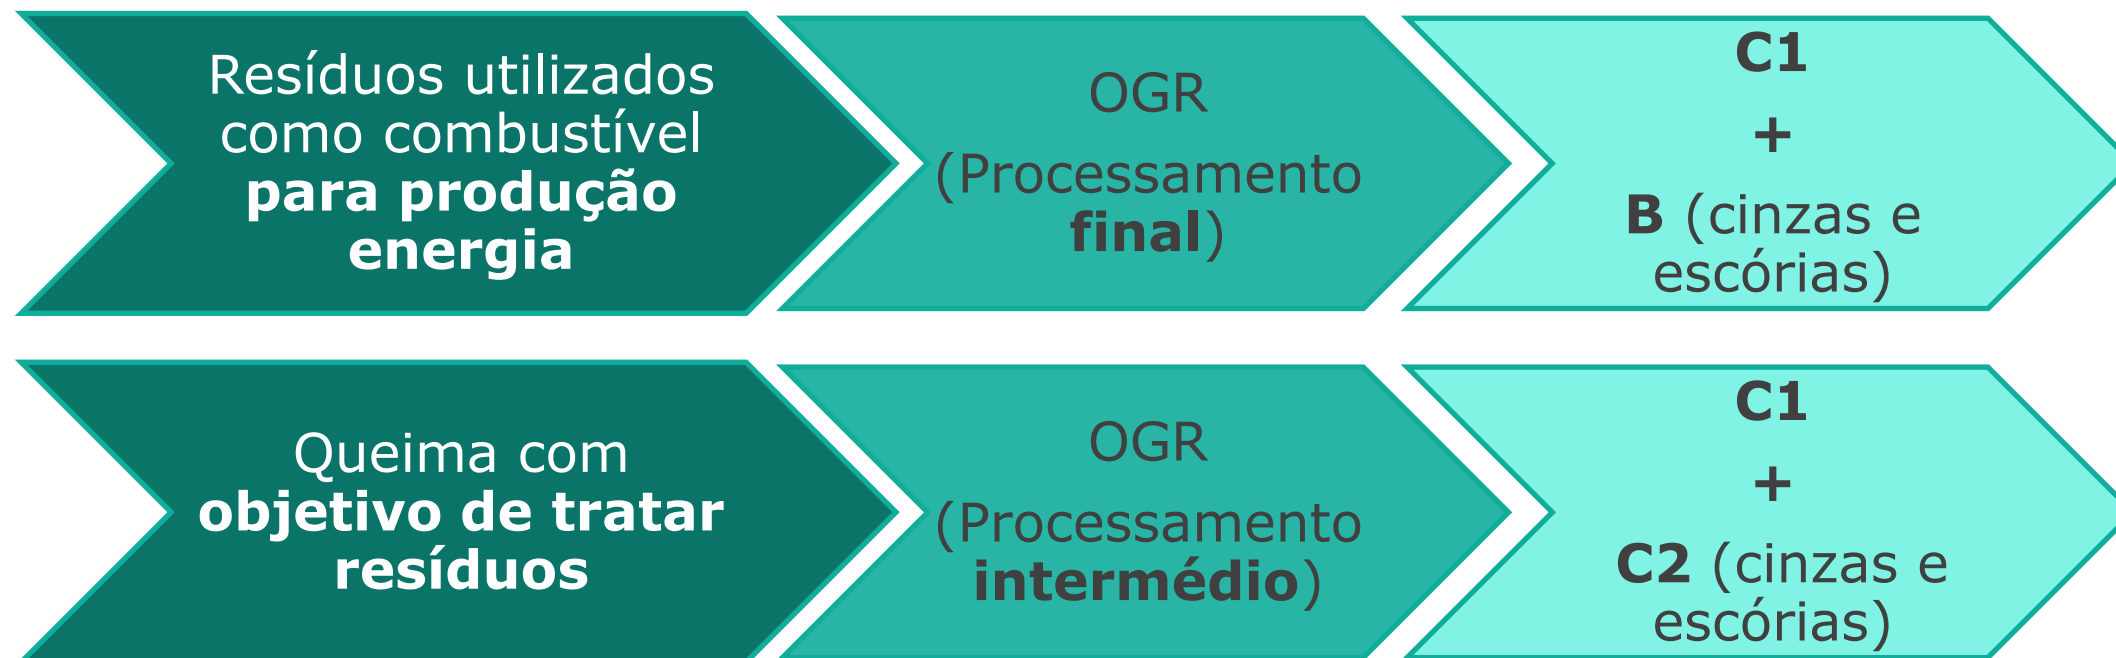 Resíduos utilizados
como combustível
para produção
energia
OGR
(Processamento
final)
C1
+
B (cinzas e
escórias)
Queima com
objetivo de tratar
resíduos
OGR
(Processamento
intermédio)
C1
+
C2 (cinzas e
escórias)